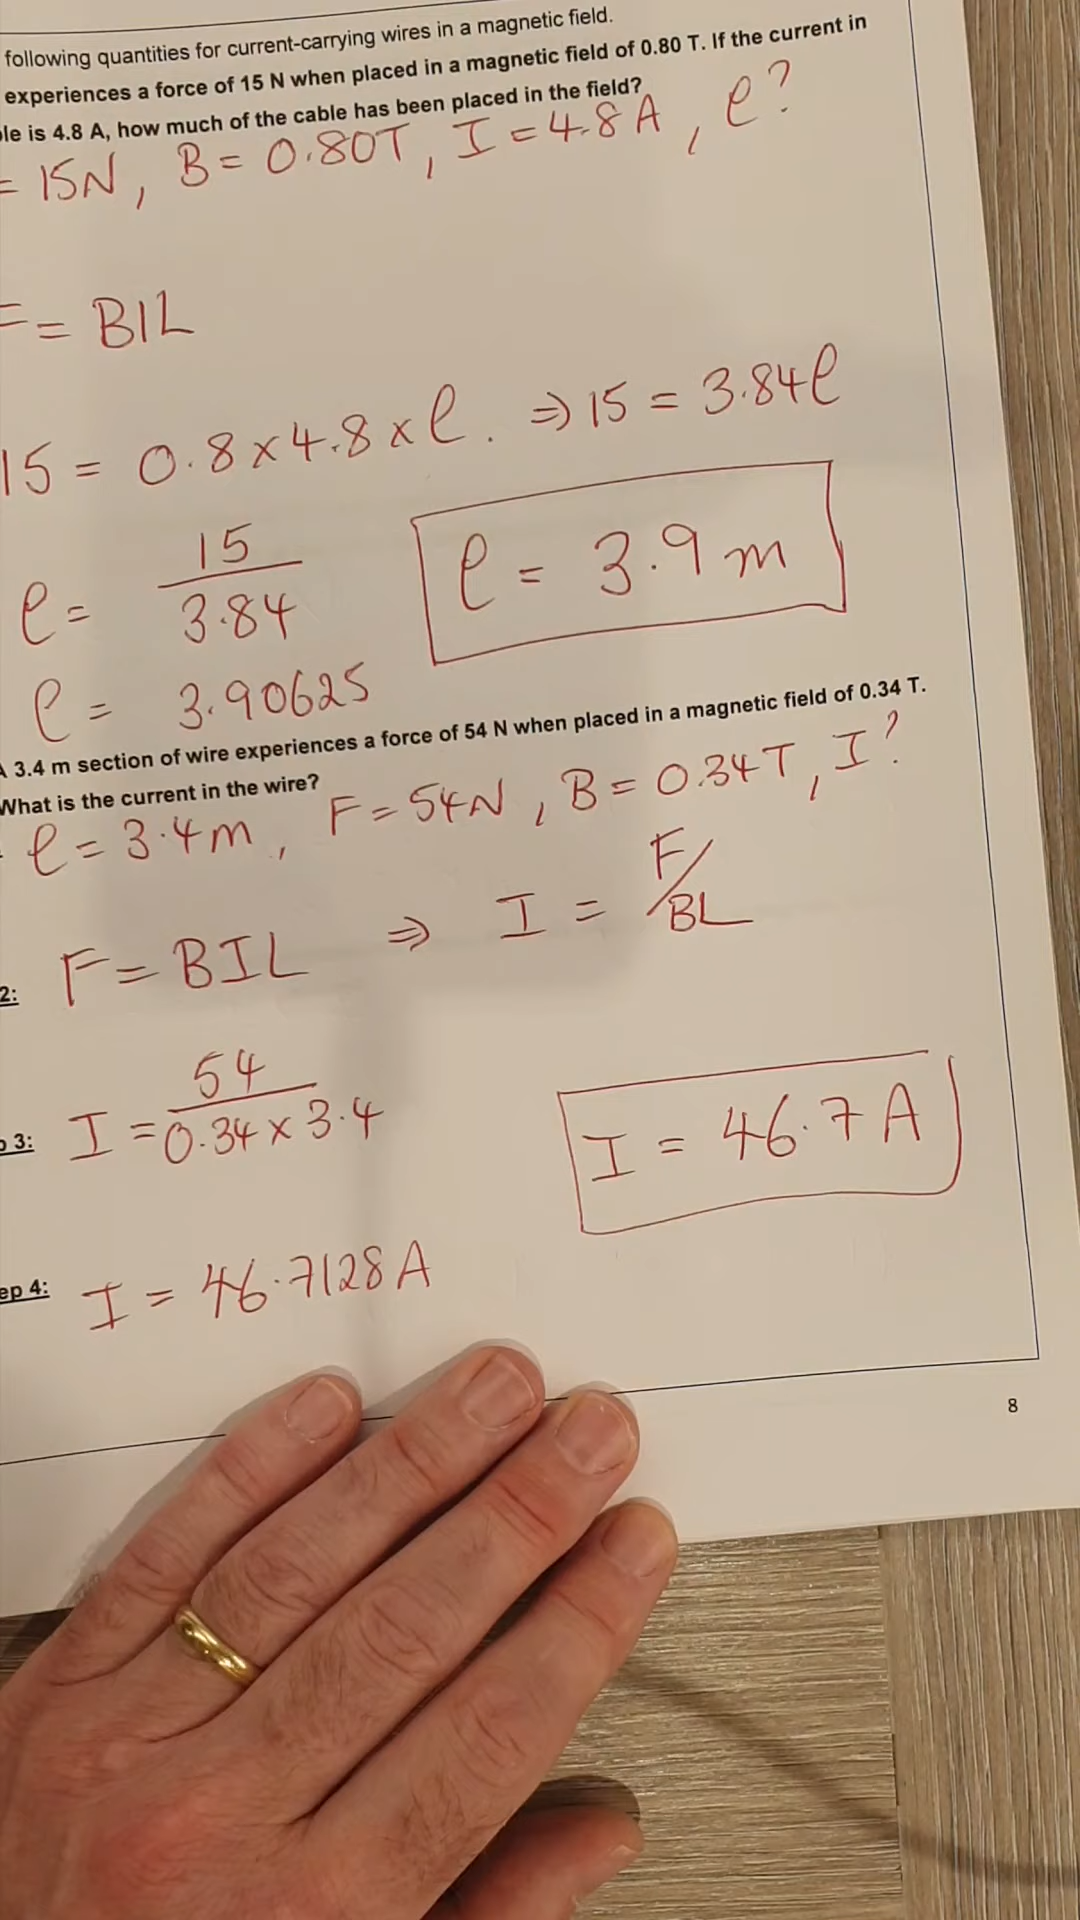 following quantities for current-carrying wires in a magnetic field.
experiences a force of 15 N when placed in a magnetic field of 0.80 T. If the current in
le is 4.8 A, how much of the cable has been placed in the field?
= 15N, B = 0.80T, I = 4.8A, l?
F = BIL
15 = 0.8 x 4.8 x l. ⇒ 15 = 3.84l
l = 15/3.84
l = 3.9 m
l = 3.90625
A 3.4 m section of wire experiences a force of 54 N when placed in a magnetic field of 0.34 T.
What is the current in the wire?
l = 3.4m, F = 54N, B = 0.34T, I?
2: F = BIL ⇒ I = F/BL
p 3: I = 54/0.34 x 3.4
I = 46.7 A
ep 4: I = 46.7128 A
8